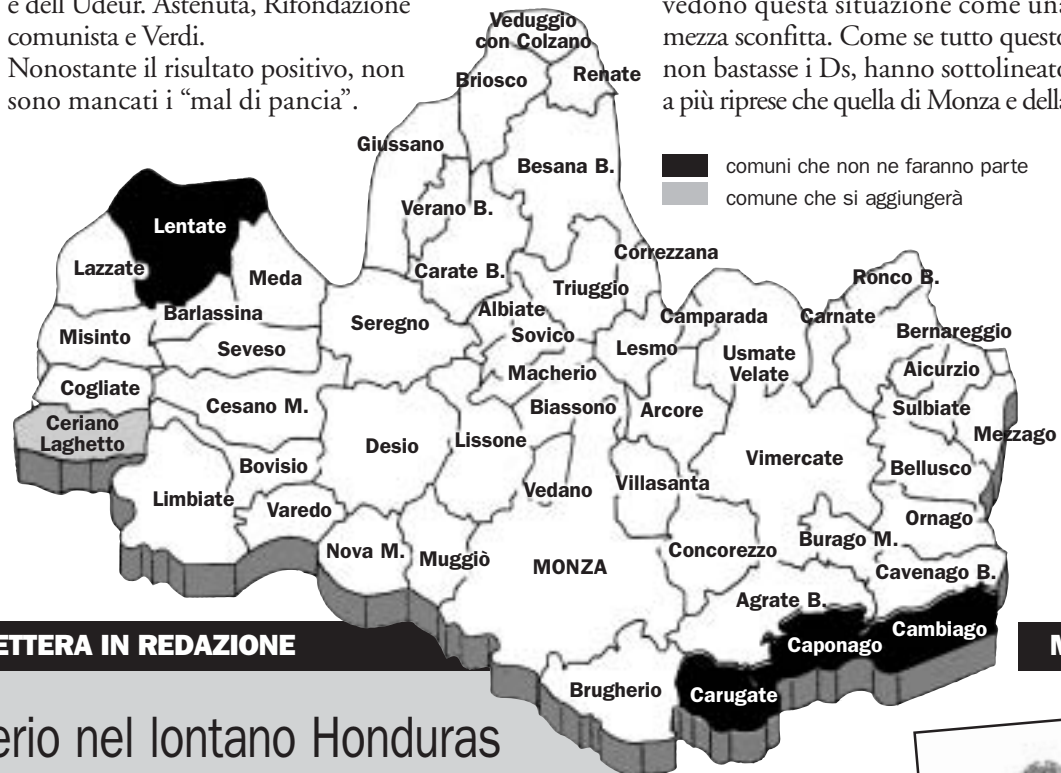 e dell'Udeur. Astenuta, Rifondazione
comunista e Verdi.
Nonostante il risultato positivo, non
sono mancati i “mal di pancia”.
vedono questa situazione come una
mezza sconfitta. Come se tutto questo
non bastasse i Ds, hanno sottolineato
a più riprese che quella di Monza e della
comuni che non ne faranno parte
comune che si aggiungerà
Veduggio
con Colzano
Briosco
Renate
Giussano
Besana B.
Verano B.
Lentate
Correzzana
Lazzate
Meda
Carate B.
Triuggio
Ronco B.
Barlassina
Albiate
Camparada
Carnate
Misinto
Seveso
Seregno
Sovico
Lesmo
Usmate
Velate
Bernareggio
Macherio
Aicurzio
Cogliate
Cesano M.
Biassono
Arcore
Sulbiate
Ceriano
Laghetto
Desio
Lissone
Mezzago
Bovisio
Vimercate
Bellusco
Limbiate
Vedano
Villasanta
Varedo
Ornago
Nova M.
Muggiò
MONZA
Concorezzo
Burago M.
Cavenago B.
Agrate B.
Caponago
Cambiago
Brugherio
Carugate
ETTERA IN REDAZIONE
erio nel lontano Honduras